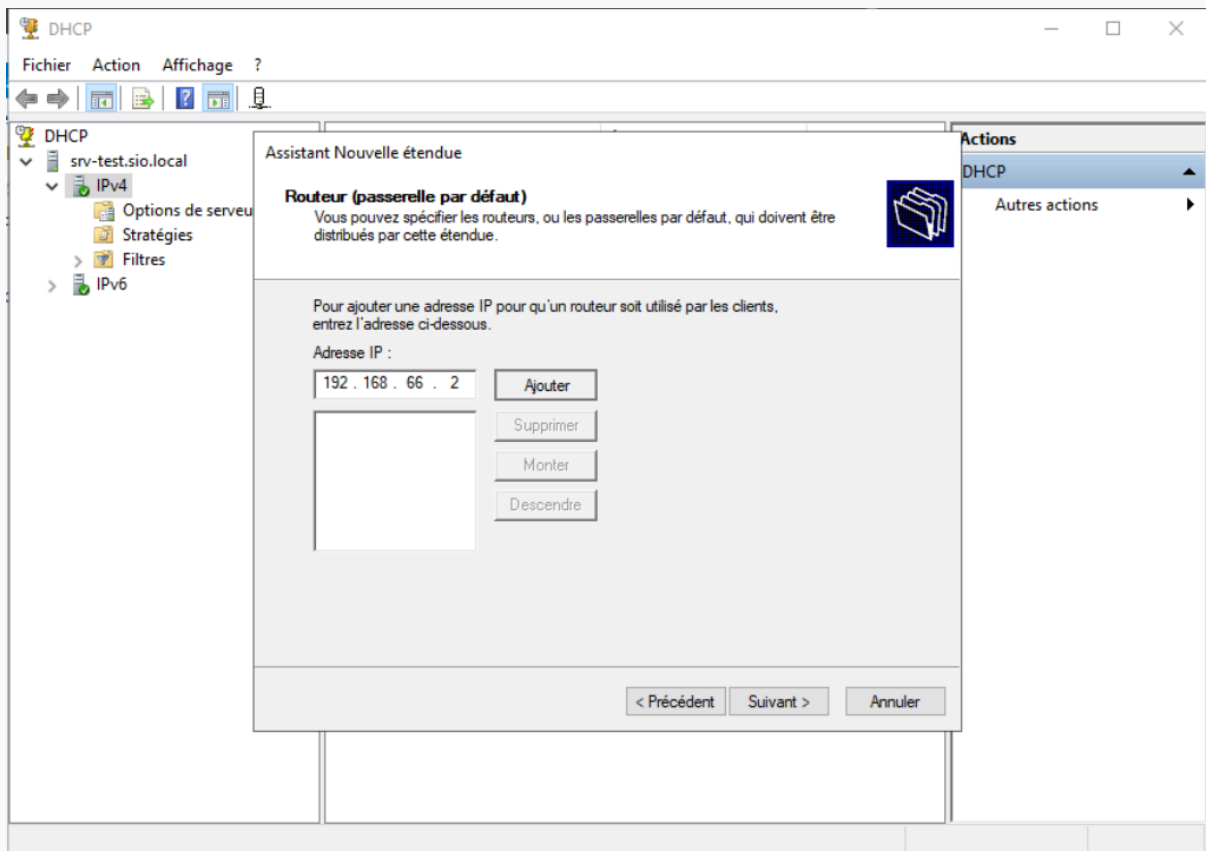 DHCP
Fichier Action Affichage ?
DHCP
srv-test.sio.local
IPv4
Options de serveu
Stratégies
Filtres
IPv6
Assistant Nouvelle étendue
Routeur (passerelle par défaut)
Vous pouvez spécifier les routeurs, ou les passerelles par défaut, qui doivent être
distribués par cette étendue.
Pour ajouter une adresse IP pour qu'un routeur soit utilisé par les clients,
entrez l'adresse ci-dessous.
Adresse IP :
192 . 168 . 66 . 2
Ajouter
Supprimer
Monter
Descendre
< Précédent Suivant > Annuler
Actions
DHCP
Autres actions